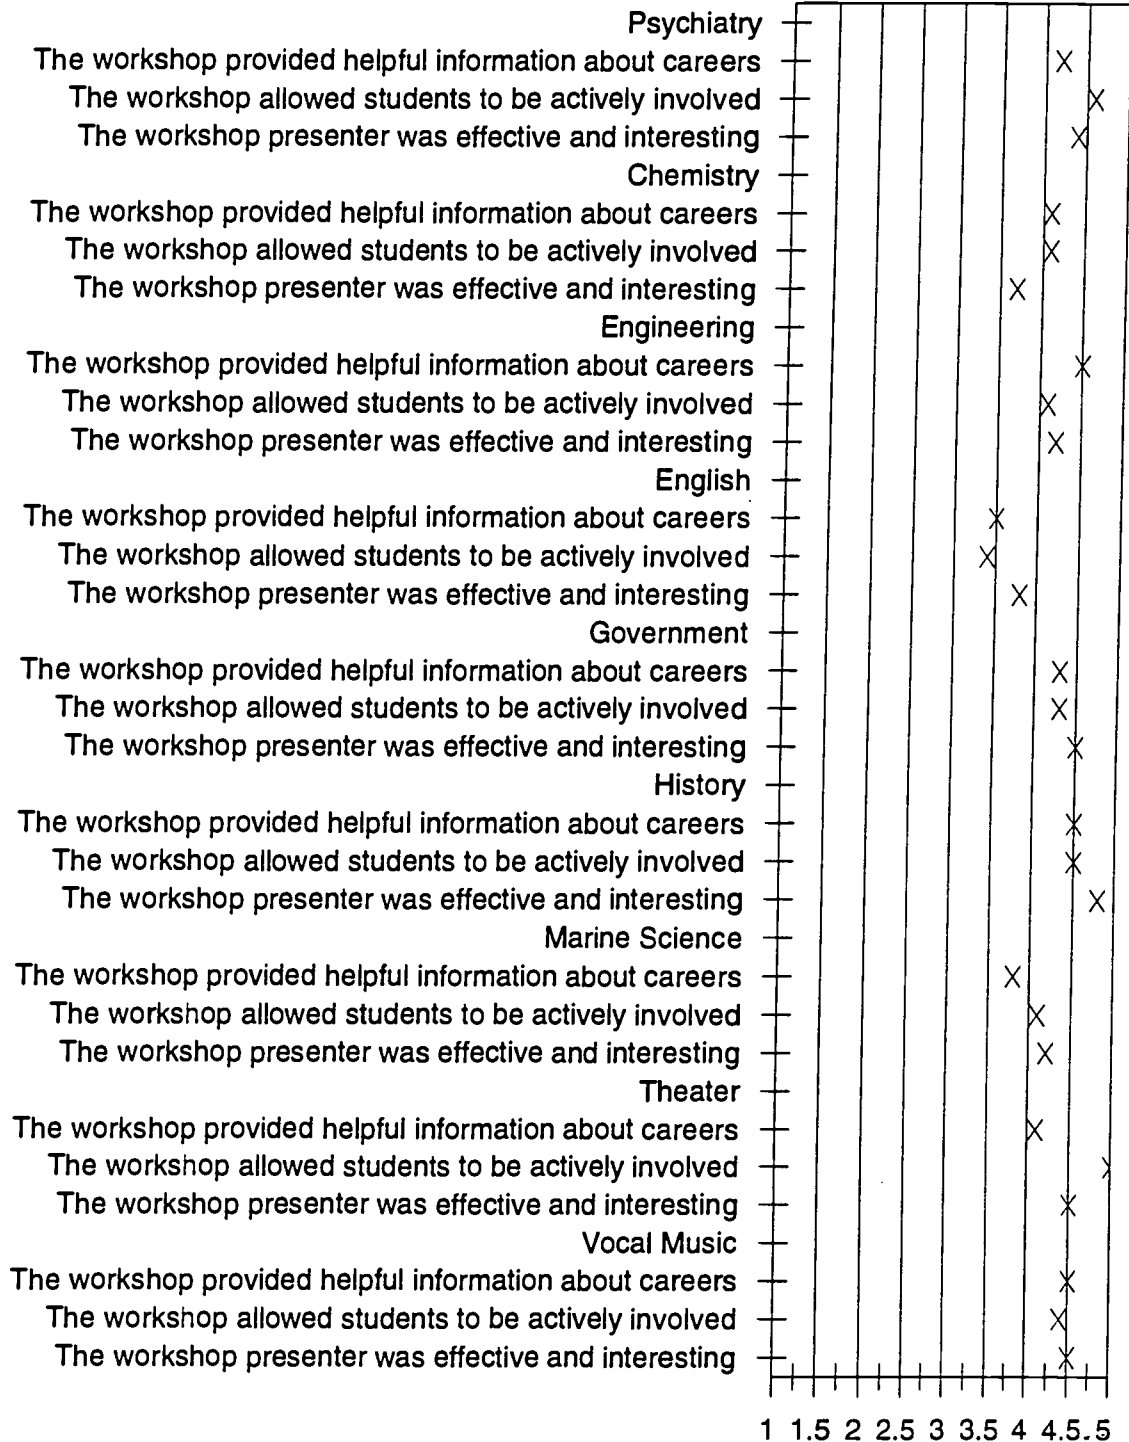 Psychiatry
The workshop provided helpful information about careers
The workshop allowed students to be actively involved
The workshop presenter was effective and interesting
Chemistry
The workshop provided helpful information about careers
The workshop allowed students to be actively involved
The workshop presenter was effective and interesting
Engineering
The workshop provided helpful information about careers
The workshop allowed students to be actively involved
The workshop presenter was effective and interesting
English
The workshop provided helpful information about careers
The workshop allowed students to be actively involved
The workshop presenter was effective and interesting
Government
The workshop provided helpful information about careers
The workshop allowed students to be actively involved
The workshop presenter was effective and interesting
History
The workshop provided helpful information about careers
The workshop allowed students to be actively involved
The workshop presenter was effective and interesting
Marine Science
The workshop provided helpful information about careers
The workshop allowed students to be actively involved
The workshop presenter was effective and interesting
Theater
The workshop provided helpful information about careers
The workshop allowed students to be actively involved
The workshop presenter was effective and interesting
Vocal Music
The workshop provided helpful information about careers
The workshop allowed students to be actively involved
The workshop presenter was effective and interesting
1 1.5 2 2.5 3 3.5 4 4.5 5